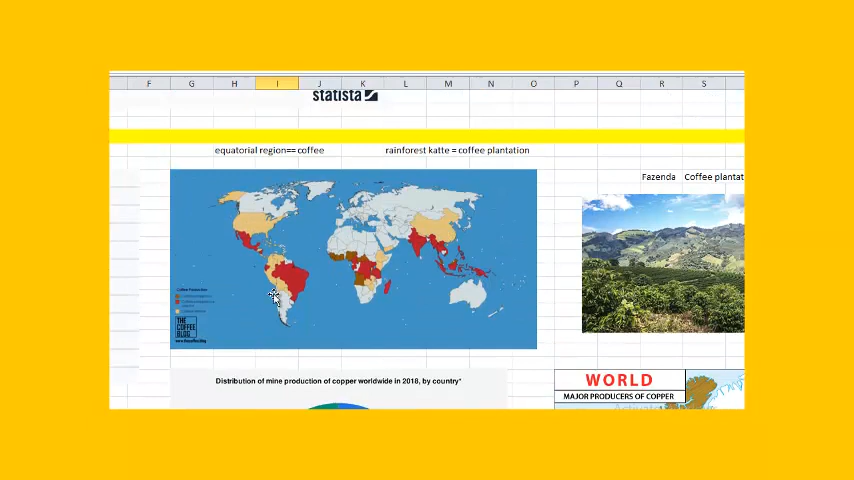 F G H I J K L M N O P Q R S
statista
equatorial region== coffee
rainforest katte = coffee plantation
Fazenda Coffee plantat
THE
COFFEE
BLOG
Distribution of mine production of copper worldwide in 2018, by country*
WORLD
MAJOR PRODUCERS OF COPPER